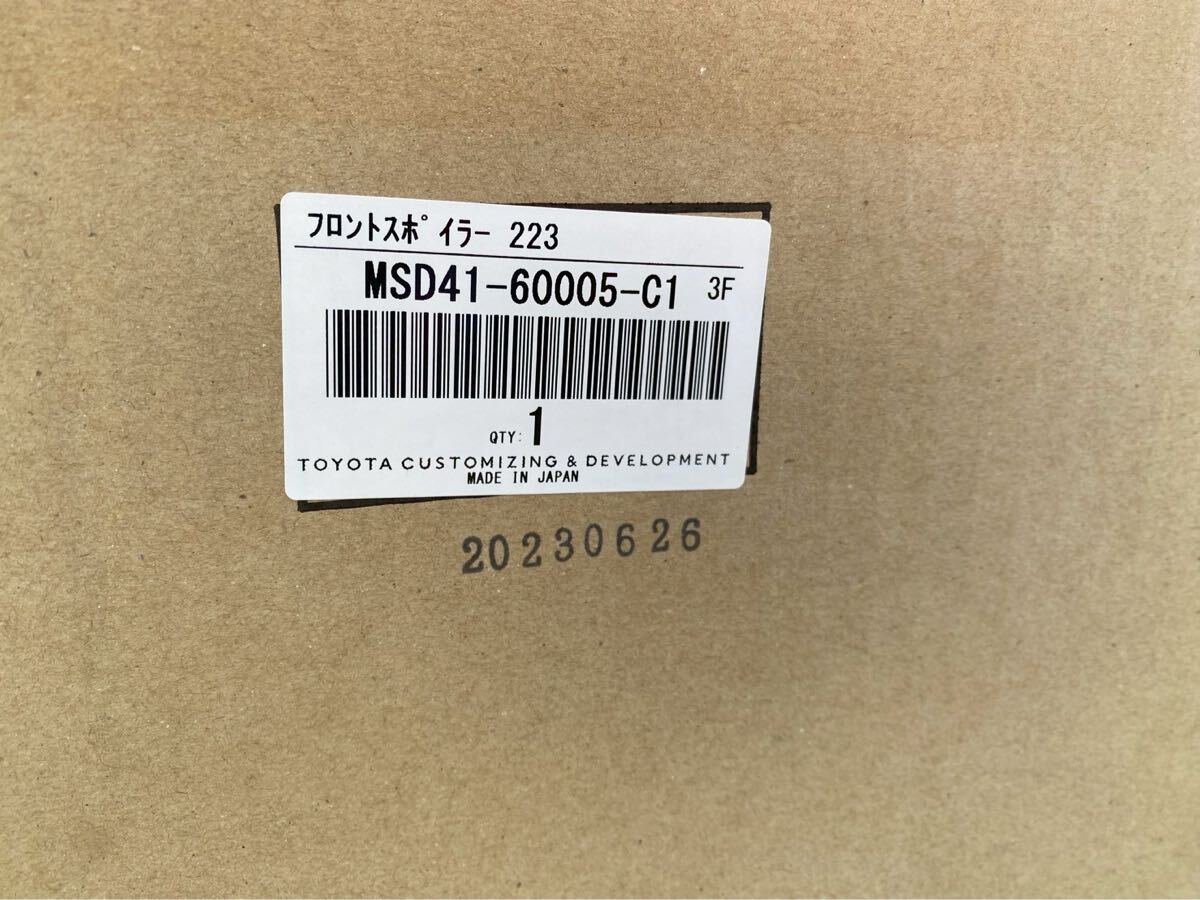 ﾌﾛﾝﾄｽﾎﾟｲﾗｰ 223
MSD41-60005-C1 3F
QTY: 1
TOYOTA CUSTOMIZING & DEVELOPMENT
MADE IN JAPAN
20230626